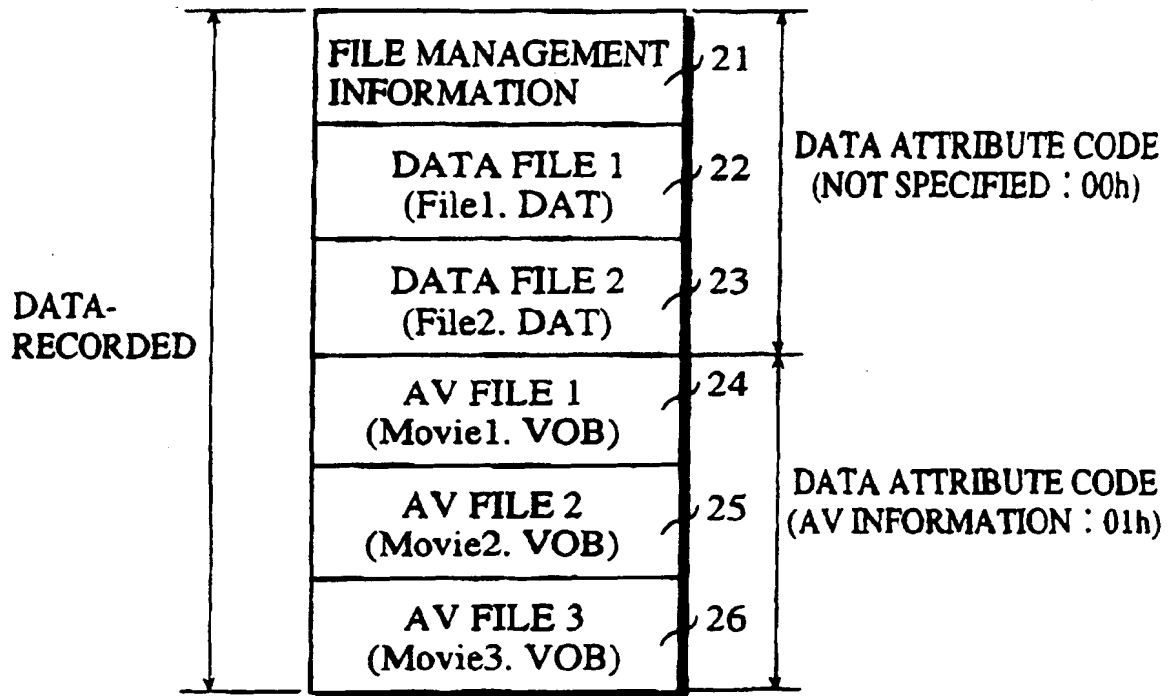 FILE MANAGEMENT
INFORMATION
21
DATA FILE 1
(File1. DAT)
22
DATA ATTRIBUTE CODE
(NOT SPECIFIED : 00h)
DATA FILE 2
(File2. DAT)
23
DATA-
RECORDED
AV FILE 1
(Movie1. VOB)
24
AV FILE 2
(Movie2. VOB)
25
DATA ATTRIBUTE CODE
(AV INFORMATION : 01h)
AV FILE 3
(Movie3. VOB)
26